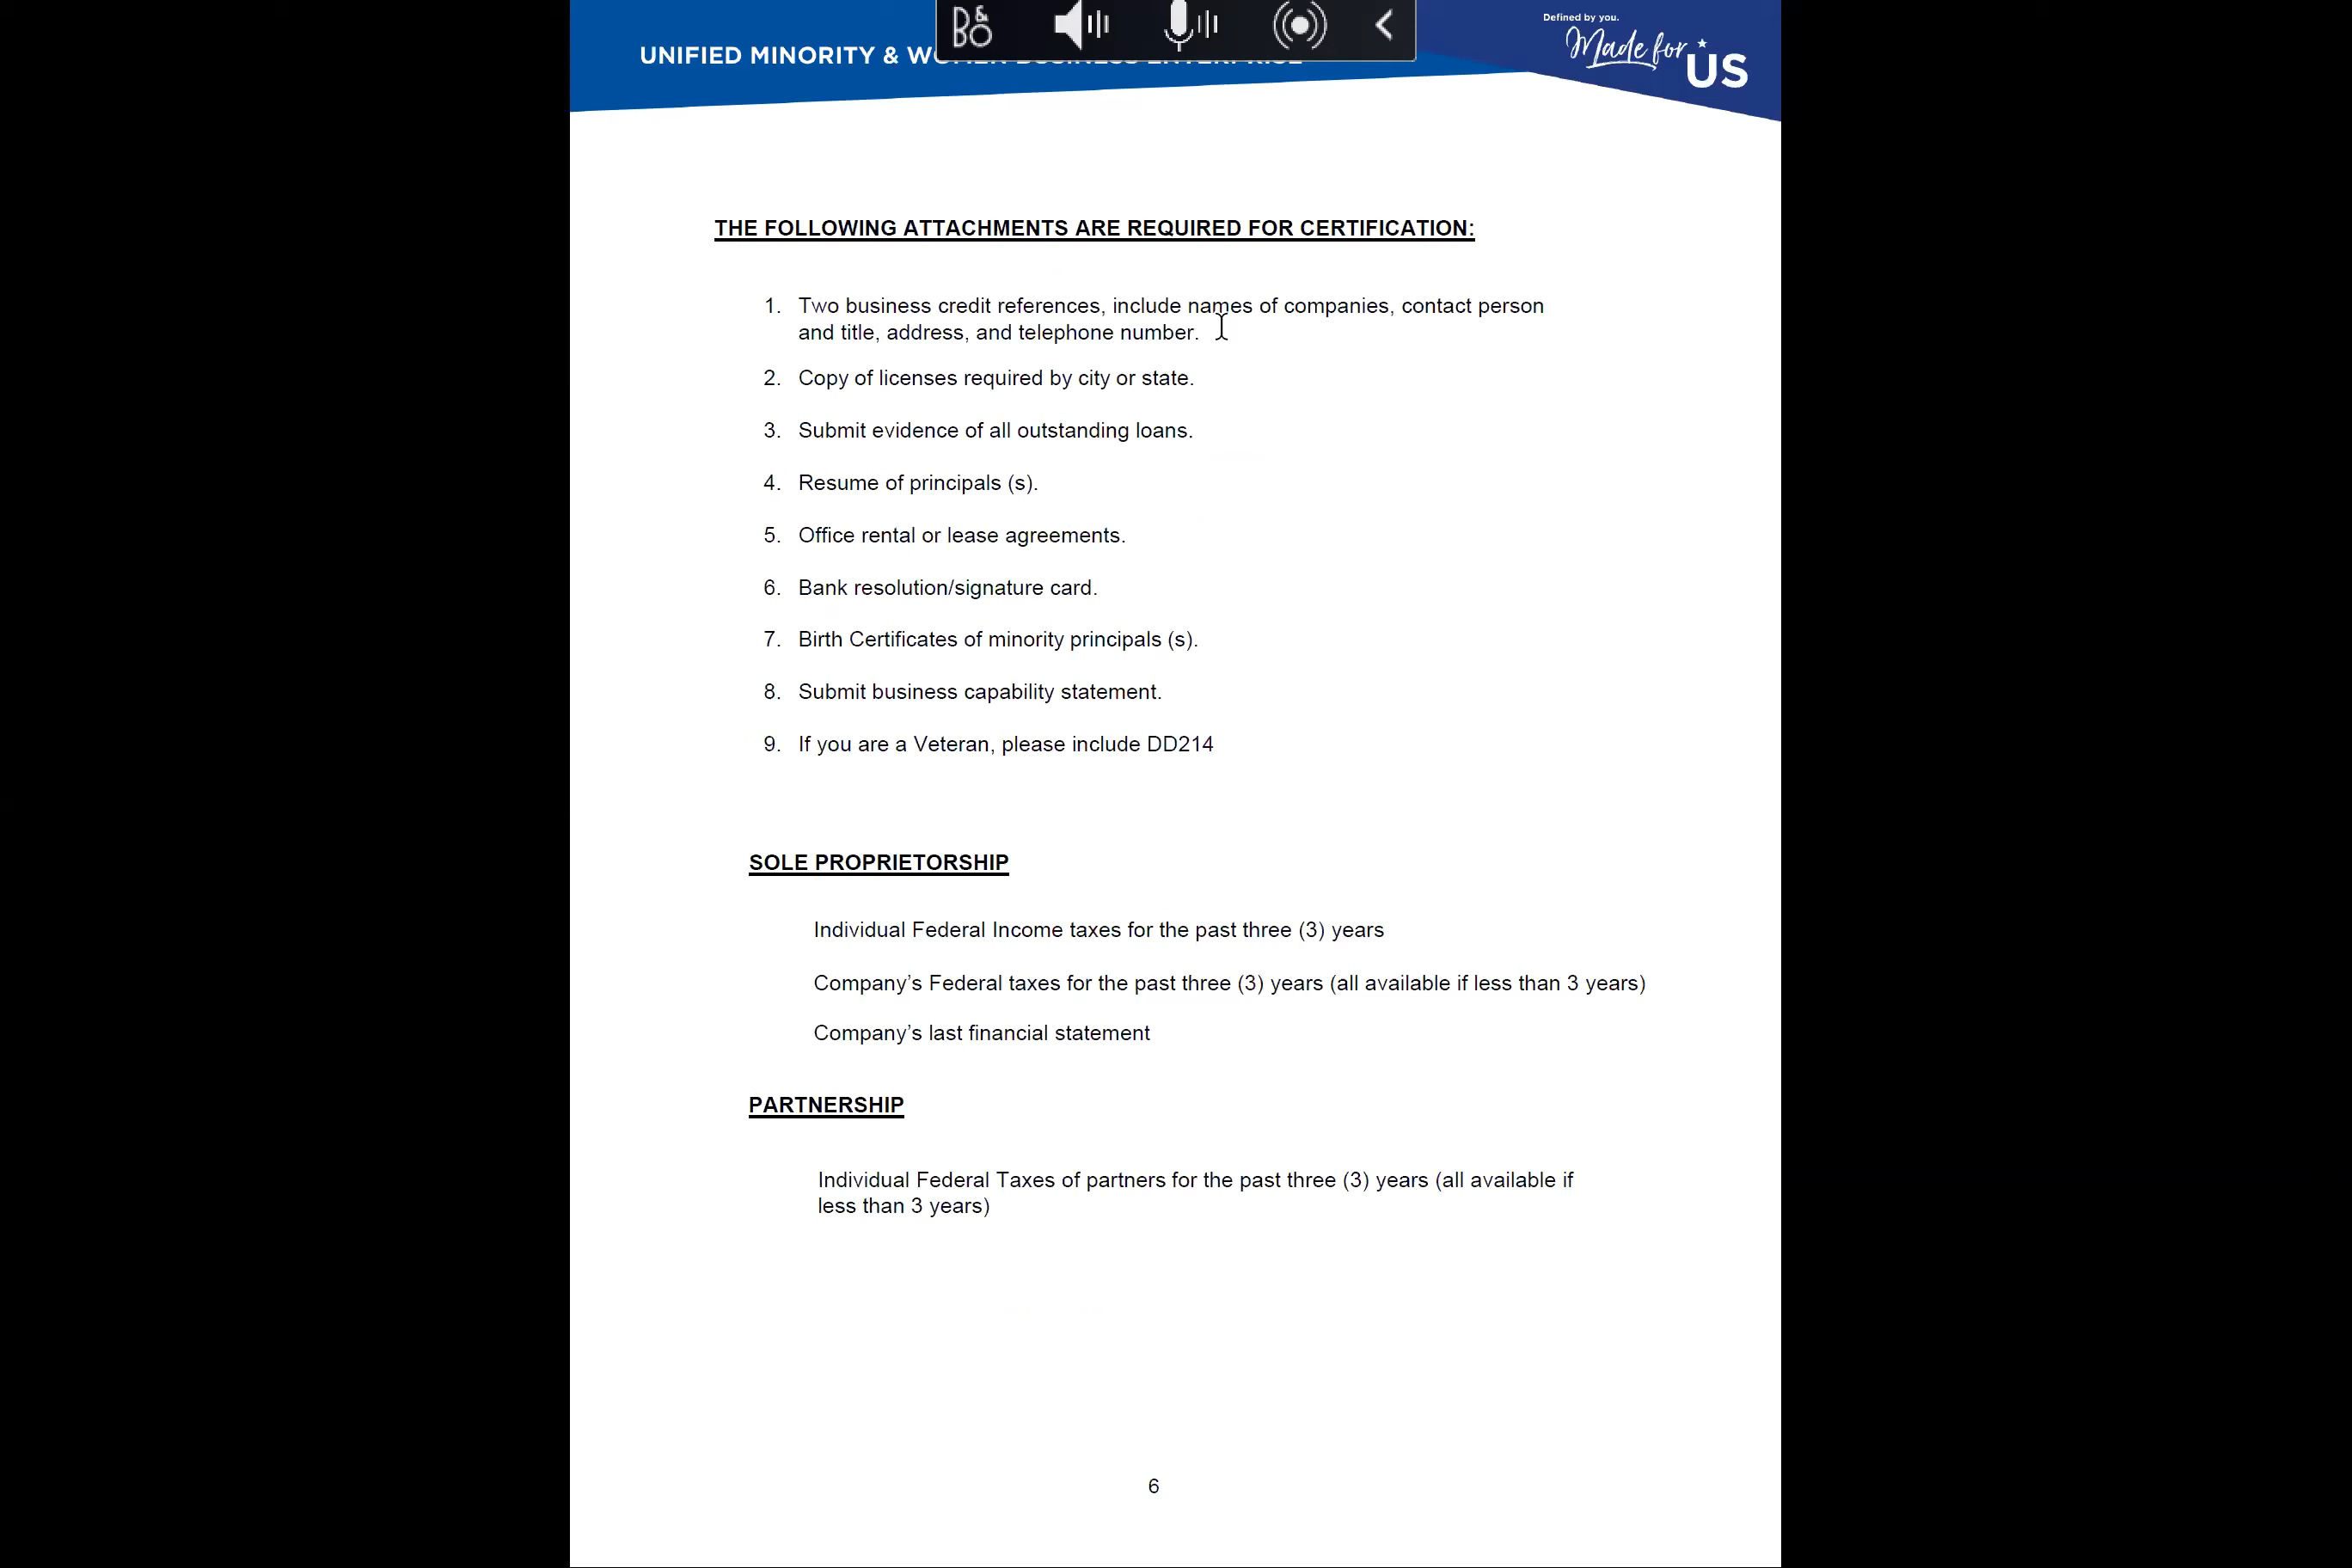 B&O
UNIFIED MINORITY & WOMEN BUSINESS ENTERPRISE
Defined by you.
Made for
US
THE FOLLOWING ATTACHMENTS ARE REQUIRED FOR CERTIFICATION:
1. Two business credit references, include names of companies, contact person
and title, address, and telephone number.
2. Copy of licenses required by city or state.
3. Submit evidence of all outstanding loans.
4. Resume of principals (s).
5. Office rental or lease agreements.
6. Bank resolution/signature card.
7. Birth Certificates of minority principals (s).
8. Submit business capability statement.
9. If you are a Veteran, please include DD214
SOLE PROPRIETORSHIP
Individual Federal Income taxes for the past three (3) years
Company’s Federal taxes for the past three (3) years (all available if less than 3 years)
Company’s last financial statement
PARTNERSHIP
Individual Federal Taxes of partners for the past three (3) years (all available if
less than 3 years)
6